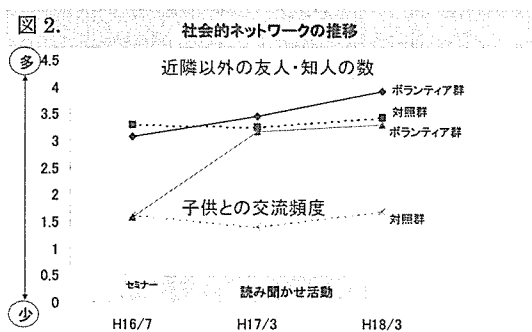 図 2.
社会的ネットワークの推移
多
近隣以外の友人・知人の数
4.5
4
3.5
3
2.5
2
1.5
1
0.5
0
ボランティア群
対照群
ボランティア群
子供との交流頻度
対照群
セミナー
読み聞かせ活動
少
H16/7 H17/3 H18/3